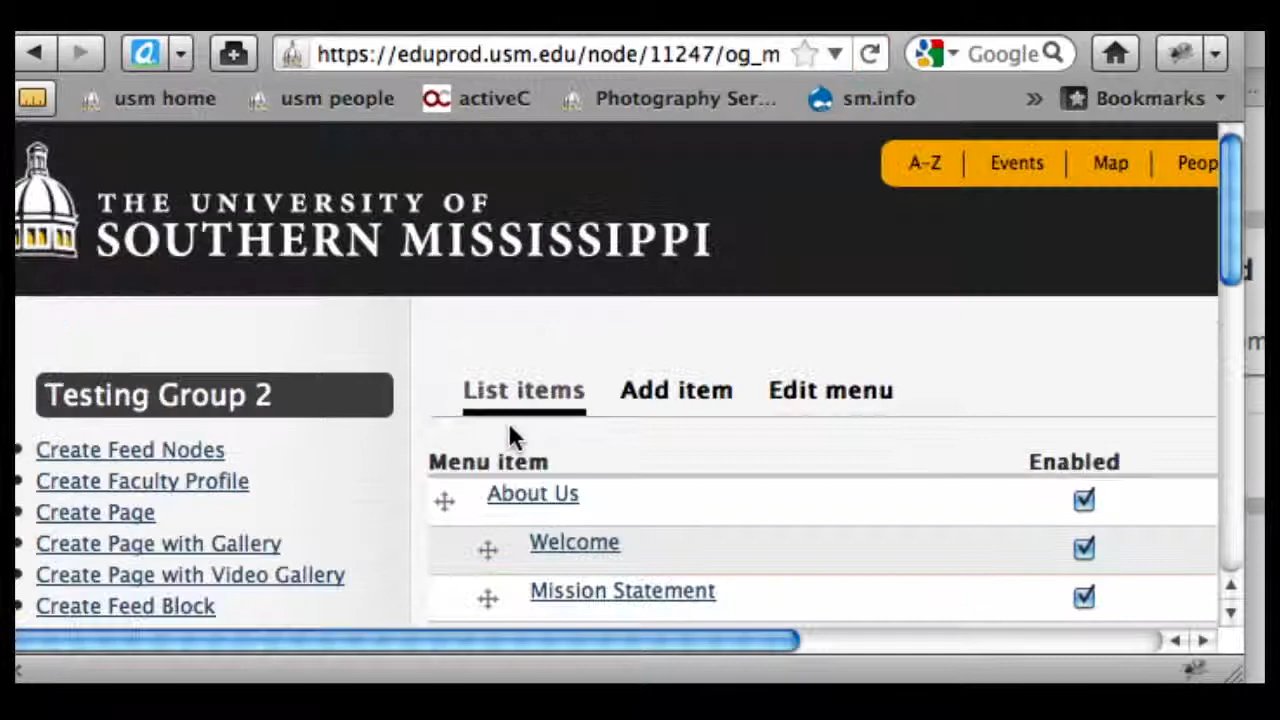 https://eduprod.usm.edu/node/11247/og_m
Google
usm home
usm people
activeC
Photography Ser...
sm.info
»
Bookmarks
A-Z | Events | Map | Peop
THE UNIVERSITY OF
SOUTHERN MISSISSIPPI
Testing Group 2
Create Feed Nodes
Create Faculty Profile
Create Page
Create Page with Gallery
Create Page with Video Gallery
Create Feed Block
List items
Add item
Edit menu
Menu item
Enabled
About Us
Welcome
Mission Statement